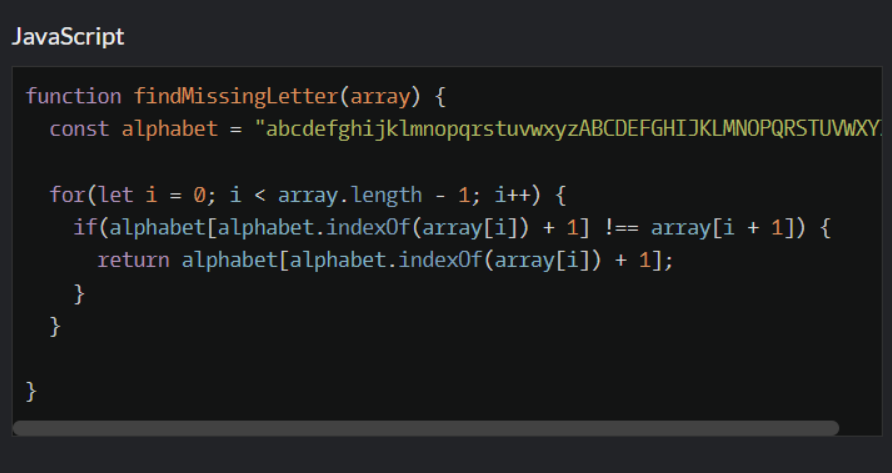 JavaScript
function findMissingLetter(array) {
  const alphabet = "abcdefghijklmnopqrstuvwxyzABCDEFGHIJKLMNOPQRSTUVWXY
  for(let i = 0; i < array.length - 1; i++) {
    if(alphabet[alphabet.indexOf(array[i]) + 1] !== array[i + 1]) {
      return alphabet[alphabet.indexOf(array[i]) + 1];
    }
  }
}